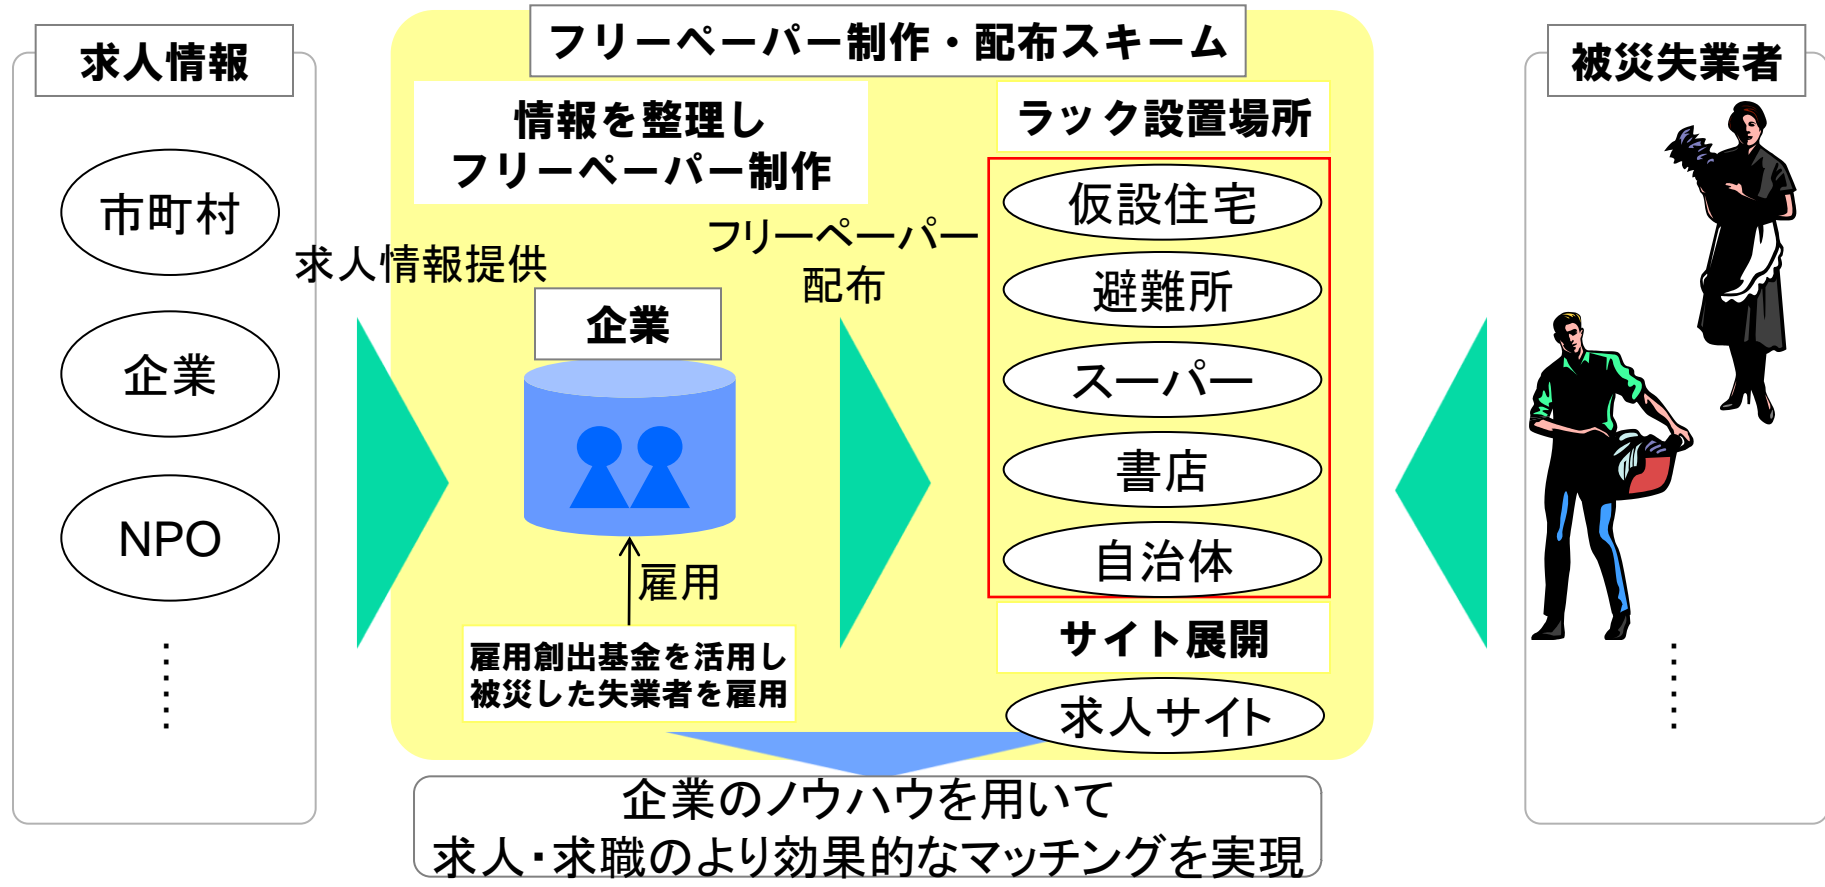 求人情報
市町村
企業
NPO
求人情報提供
フリーペーパー制作・配布スキーム
情報を整理し
フリーペーパー制作
企業
雇用
雇用創出基金を活用し
被災した失業者を雇用
フリーペーパー
配布
ラック設置場所
仮設住宅
避難所
スーパー
書店
自治体
サイト展開
求人サイト
被災失業者
企業のノウハウを用いて
求人・求職のより効果的なマッチングを実現